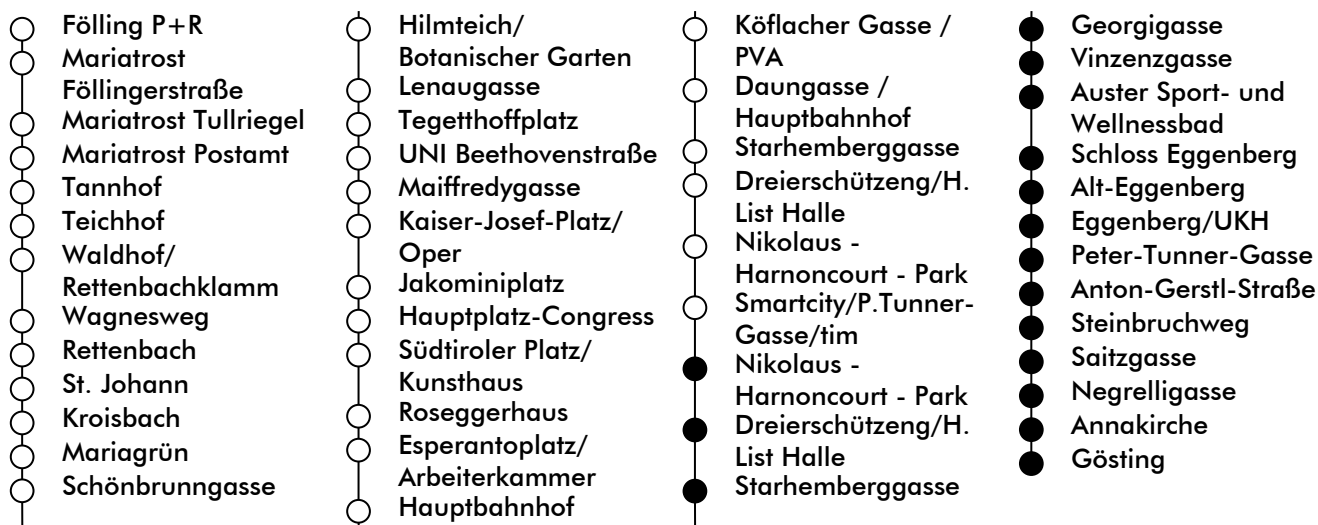 Fölling P+R
Mariatrost
Föllingerstraße
Mariatrost Tullriegel
Mariatrost Postamt
Tannhof
Teichhof
Waldhof/
Rettenbachklamm
Wagnesweg
Rettenbach
St. Johann
Kroisbach
Mariagrün
Schönbrunngasse
Hilmteich/
Botanischer Garten
Lenaugasse
Tegetthoffplatz
UNI Beethovenstraße
Maiffredygasse
Kaiser-Josef-Platz/
Oper
Jakominiplatz
Hauptplatz-Congress
Südtiroler Platz/
Kunsthaus
Roseggerhaus
Esperantoplatz/
Arbeiterkammer
Hauptbahnhof
Köflacher Gasse /
PVA
Daungasse /
Hauptbahnhof
Starhemberggasse
Dreierschützeng/H.
List Halle
Nikolaus -
Harnoncourt - Park
Smartcity/P.Tunner-
Gasse/tim
Nikolaus -
Harnoncourt - Park
Dreierschützeng/H.
List Halle
Starhemberggasse
Georgigasse
Vinzenzgasse
Auster Sport- und
Wellnessbad
Schloss Eggenberg
Alt-Eggenberg
Eggenberg/UKH
Peter-Tunner-Gasse
Anton-Gerstl-Straße
Steinbruchweg
Saitzgasse
Negrelligasse
Annakirche
Gösting